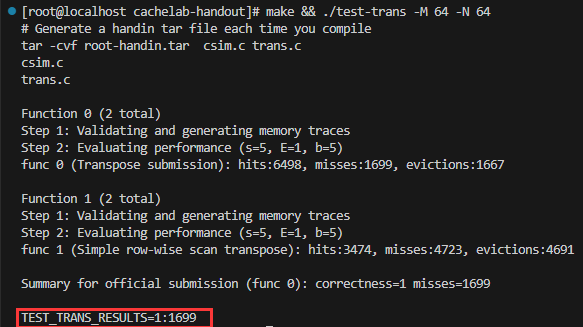 [root@localhost cachelab-handout]# make && ./test-trans -M 64 -N 64
# Generate a handin tar file each time you compile
tar -cvf root-handin.tar  csim.c trans.c
csim.c
trans.c

Function 0 (2 total)
Step 1: Validating and generating memory traces
Step 2: Evaluating performance (s=5, E=1, b=5)
func 0 (Transpose submission): hits:6498, misses:1699, evictions:1667

Function 1 (2 total)
Step 1: Validating and generating memory traces
Step 2: Evaluating performance (s=5, E=1, b=5)
func 1 (Simple row-wise scan transpose): hits:3474, misses:4723, evictions:4691

Summary for official submission (func 0): correctness=1 misses=1699

TEST_TRANS_RESULTS=1:1699